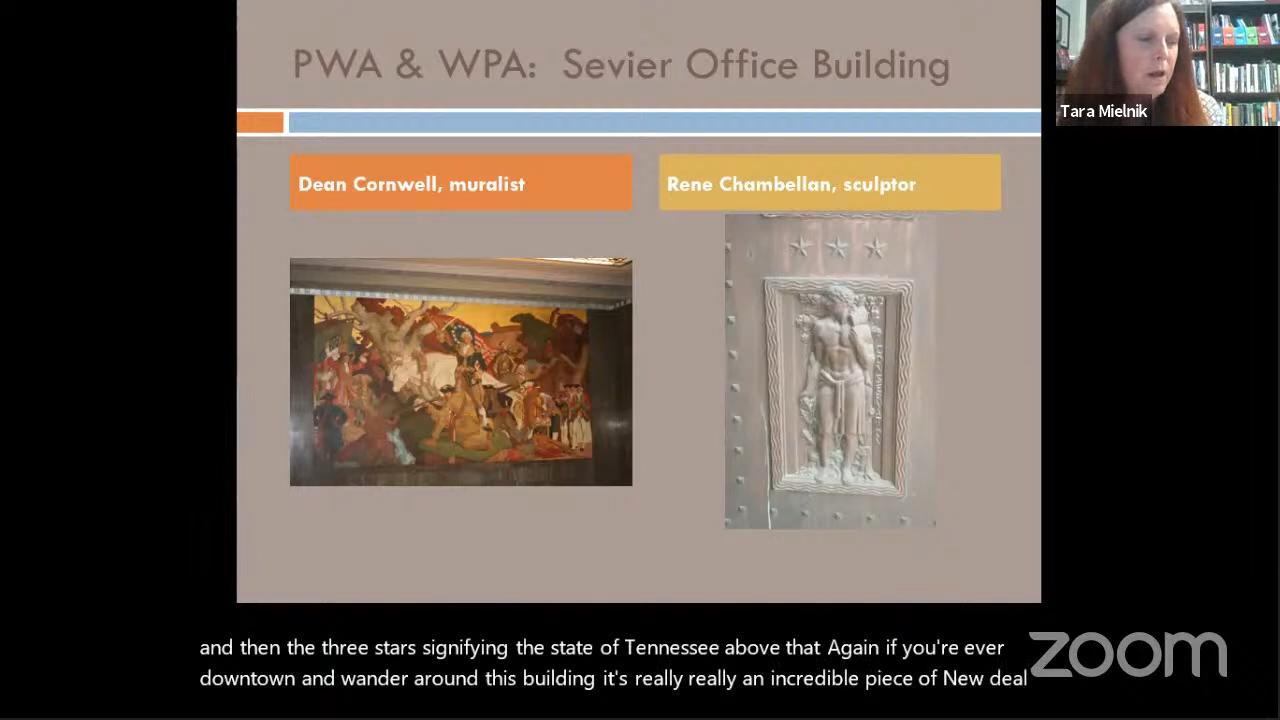 PWA & WPA: Sevier Office Building
Tara Mielnik
Dean Cornwell, muralist
Rene Chambellan, sculptor
and then the three stars signifying the state of Tennessee above that Again if you're ever
downtown and wander around this building it's really really an incredible piece of New deal
zoom